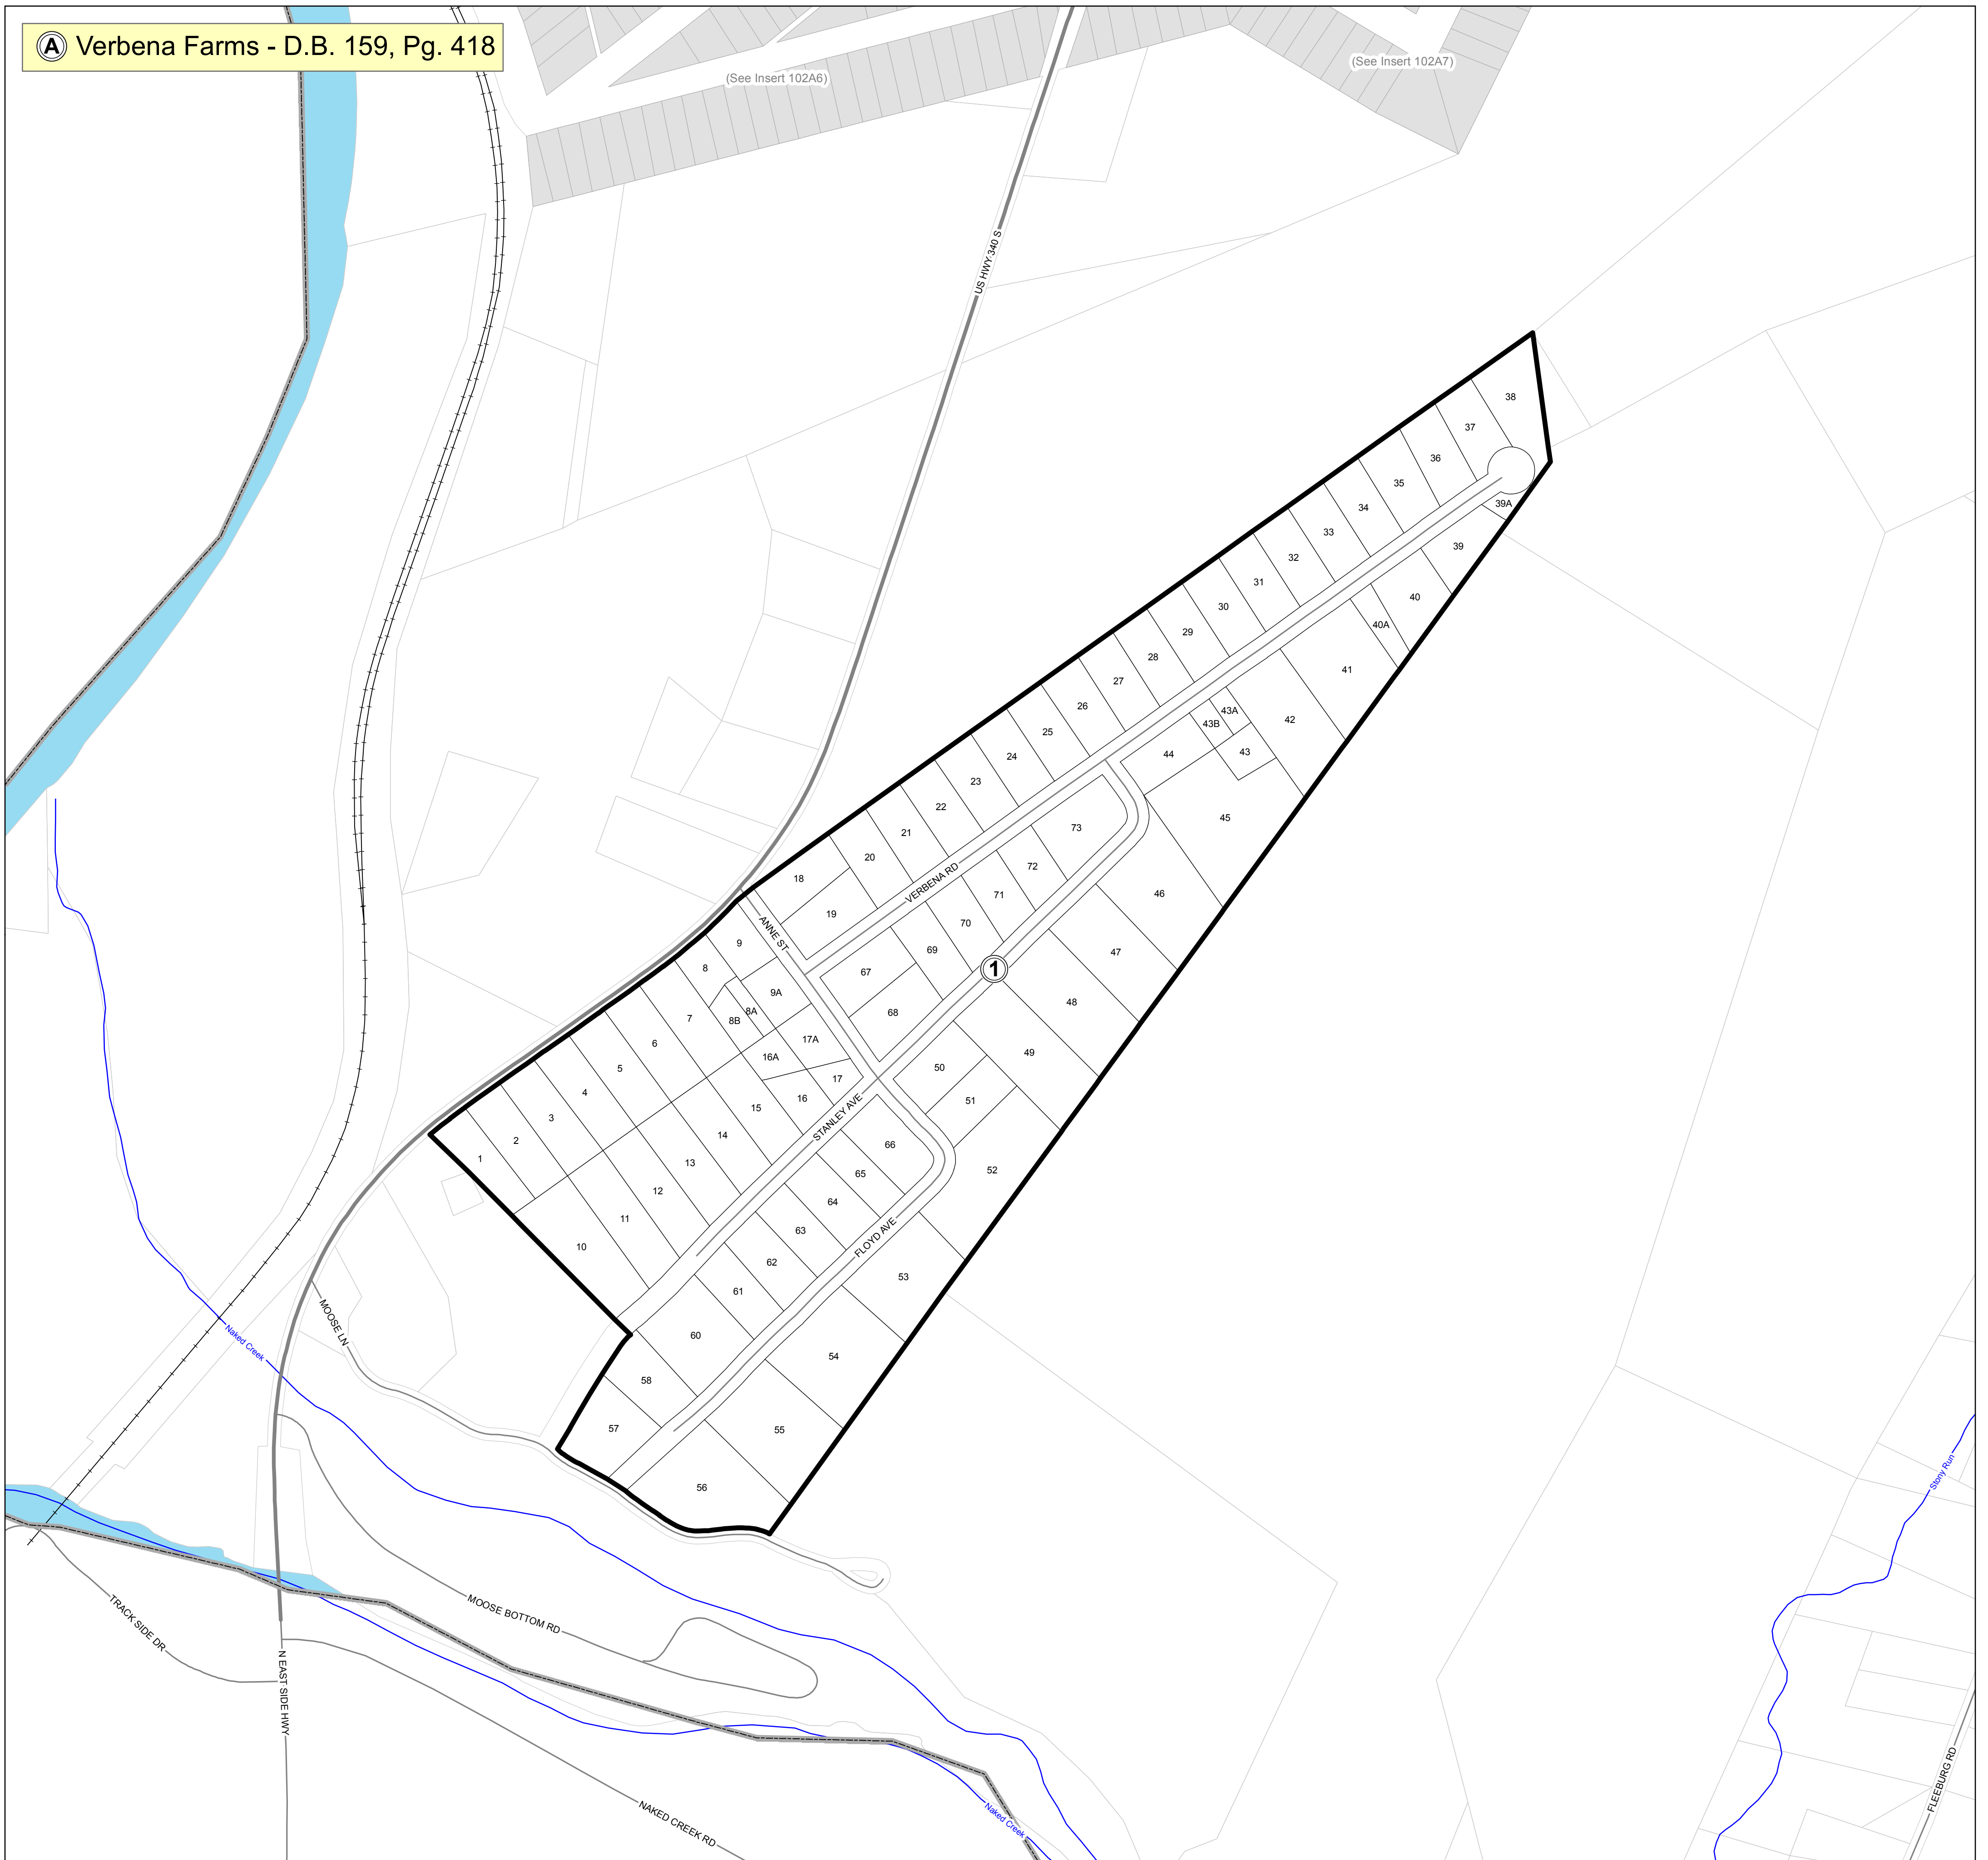 A Verbena Farms - D.B. 159, Pg. 418
(See Insert 102A6)
(See Insert 102A7)
US HWY 340 S
38
37
36
35
39A
34
33
39
32
40
31
40A
30
29
41
28
27
43A
26
43B
42
25
44
43
24
23
22
45
73
21
20
72
18
VERBENA RD
71
46
19
70
ANNE ST
9
69
47
8
1
67
9A
48
8A
68
7
8B
17A
6
16A
49
5
50
17
4
16
51
3
15
STANLEY AVE
2
14
66
1
13
65
52
12
64
11
63
FLOYD AVE
10
62
53
61
60
54
58
57
55
56
MOOSE LN
Naked Creek
Stony Run
MOOSE BOTTOM RD
TRACK SIDE DR
N EAST SIDE HWY
NAKED CREEK RD
Naked Creek
FLEEBURG RD